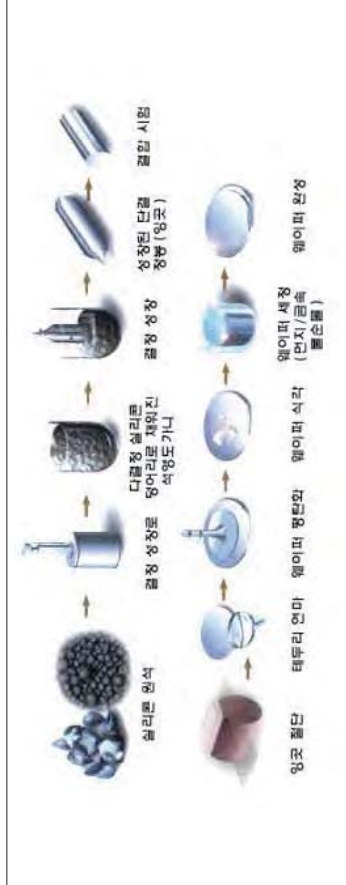 실리콘 원석
결정 성장로
다결정 실리콘
덩어리로 채워진
석영도가니
결정 성장
성장된 단결
정봉 (잉곳)
결함 시험
잉곳 절단
테두리 연마
웨이퍼 평탄화
웨이퍼 식각
웨이퍼 세정
(먼지/금속
불순물)
웨이퍼 완성